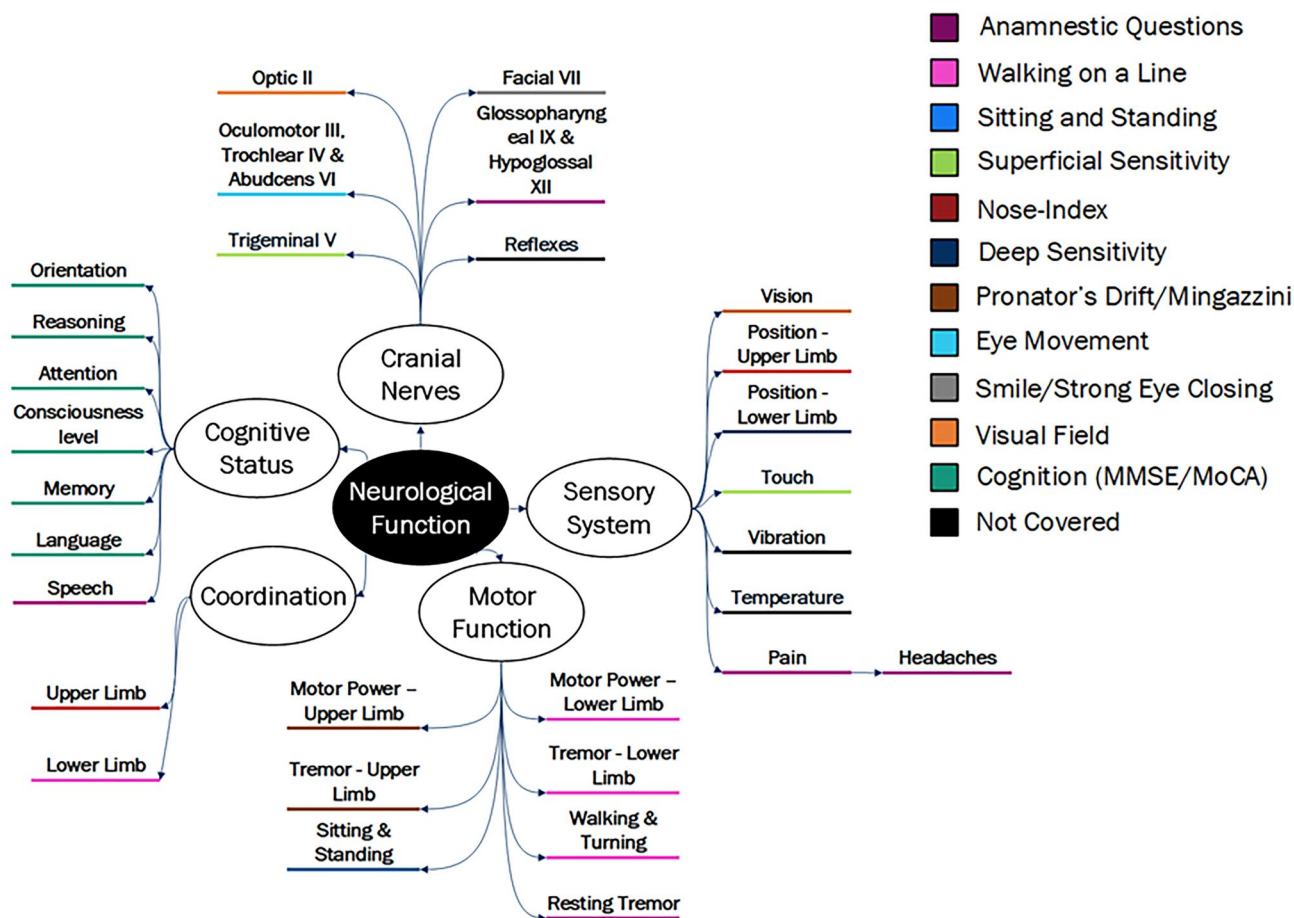 Optic II
Oculomotor III,
Trochlear IV &
Abudcens VI
Trigeminal V
Facial VII
Glossopharyng
eal IX &
Hypoglossal
XII
Reflexes
Cranial
Nerves
Orientation
Reasoning
Attention
Consciousness
level
Memory
Language
Speech
Cognitive
Status
Neurological
Function
Sensory
System
Vision
Position -
Upper Limb
Position -
Lower Limb
Touch
Vibration
Temperature
Pain
Headaches
Coordination
Upper Limb
Lower Limb
Motor
Function
Motor Power –
Upper Limb
Tremor - Upper
Limb
Sitting &
Standing
Motor Power –
Lower Limb
Tremor - Lower
Limb
Walking &
Turning
Resting Tremor
Anamnestic Questions
Walking on a Line
Sitting and Standing
Superficial Sensitivity
Nose-Index
Deep Sensitivity
Pronator's Drift/Mingazzini
Eye Movement
Smile/Strong Eye Closing
Visual Field
Cognition (MMSE/MoCA)
Not Covered